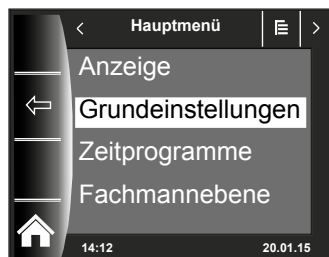 Hauptmenü
Anzeige
Grundeinstellungen
Zeitprogramme
Fachmannebene
14:12 20.01.15